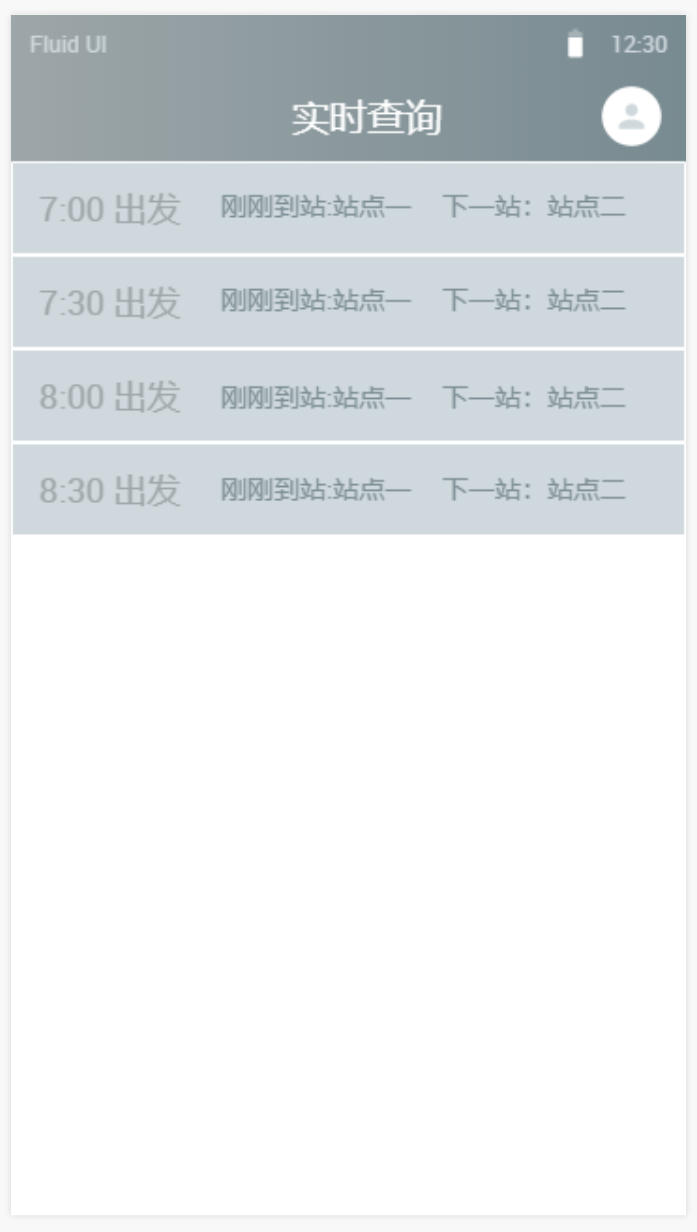 Fluid UI 12:30
实时查询
7:00 出发 刚刚到站:站点一 下一站：站点二
7:30 出发 刚刚到站:站点一 下一站：站点二
8:00 出发 刚刚到站:站点一 下一站：站点二
8:30 出发 刚刚到站:站点一 下一站：站点二